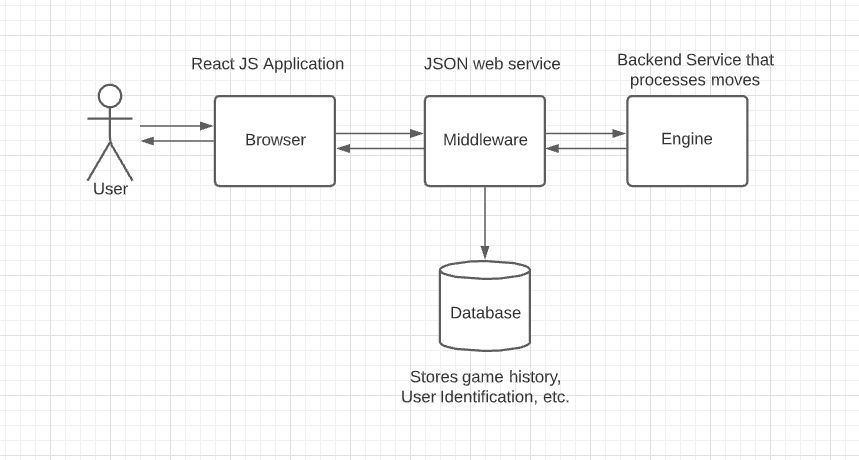 React JS Application
JSON web service
Backend Service that
processes moves
Browser
Middleware
Engine
User
Database
Stores game history,
User Identification, etc.